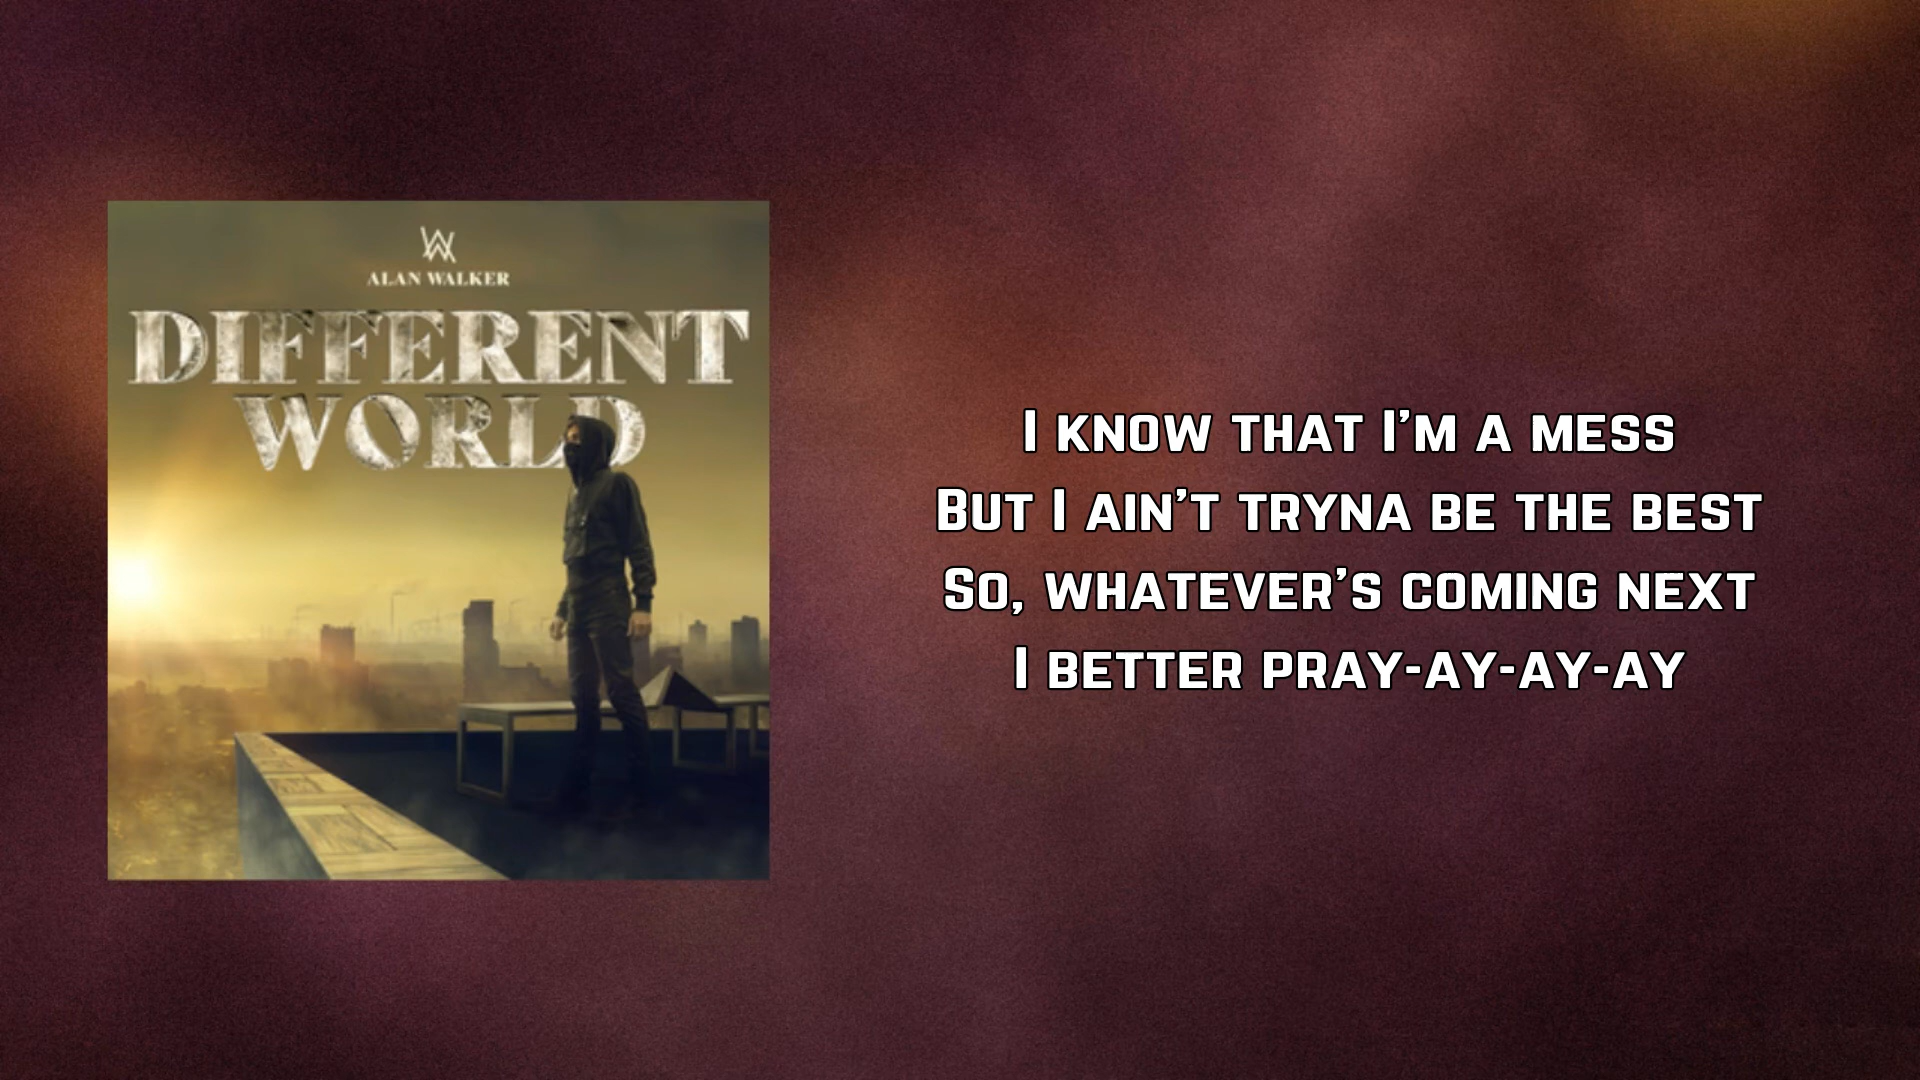 ALAN WALKER
DIFFERENT
WORLD
I know that I'm a mess
But I ain't tryna be the best
So, whatever's coming next
I better pray-ay-ay-ay